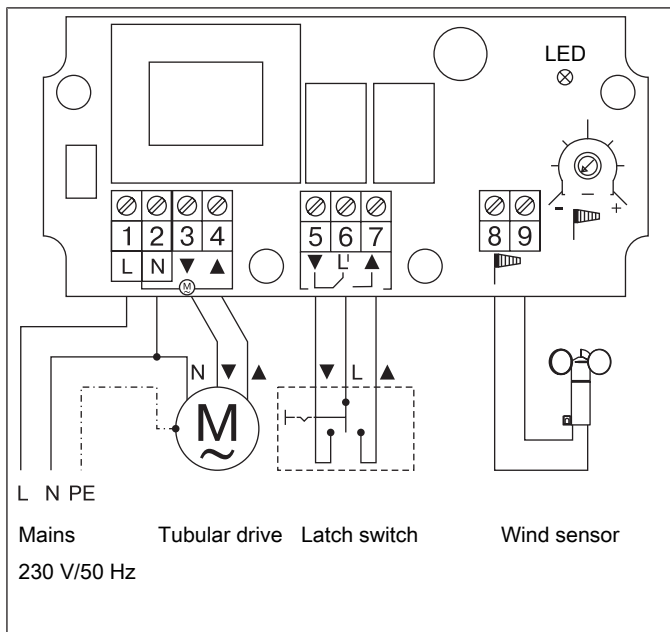 LED
- +
1 2 3 4 5 6 7 8 9
L N ▼ ▲ ▼ L' ▲
M
N ▼ ▲ ▼ L ▲
M
~
L N PE
Mains Tubular drive Latch switch Wind sensor
230 V/50 Hz